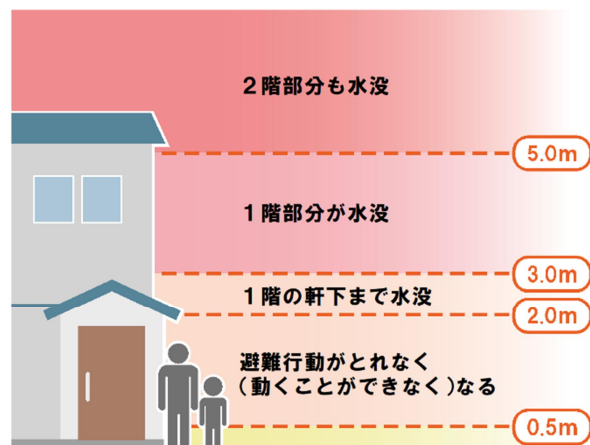 ２階部分も水没
5.0m
１階部分が水没
3.0m
１階の軒下まで水没
2.0m
避難行動がとれなく
（動くことができなく）なる
0.5m